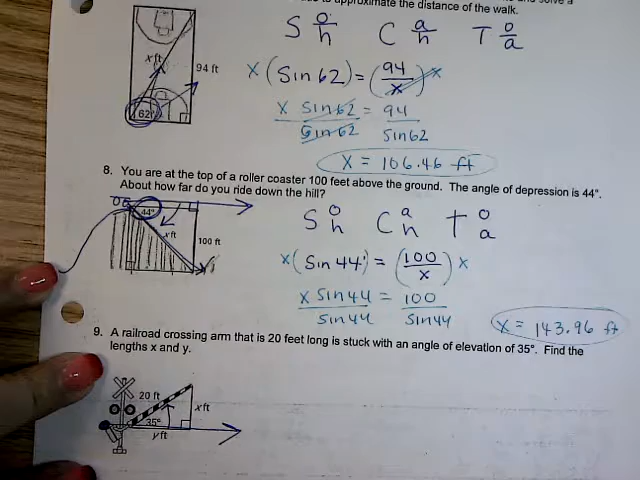 to approximate the distance of the walk.
S o/h C a/h T o/a
x ft
94 ft
62°
x (Sin 62) = (94/x) x
x sin 62 / Sin 62 = 94 / sin 62
x = 106.46 ft
8. You are at the top of a roller coaster 100 feet above the ground. The angle of depression is 44°.
About how far do you ride down the hill?
44°
x ft
100 ft
S o/h C a/h T o/a
x (Sin 44°) = (100/x) x
x sin 44 / sin 44 = 100 / sin 44
x = 143.96 ft
9. A railroad crossing arm that is 20 feet long is stuck with an angle of elevation of 35°. Find the
lengths x and y.
20 ft
x ft
35°
y ft